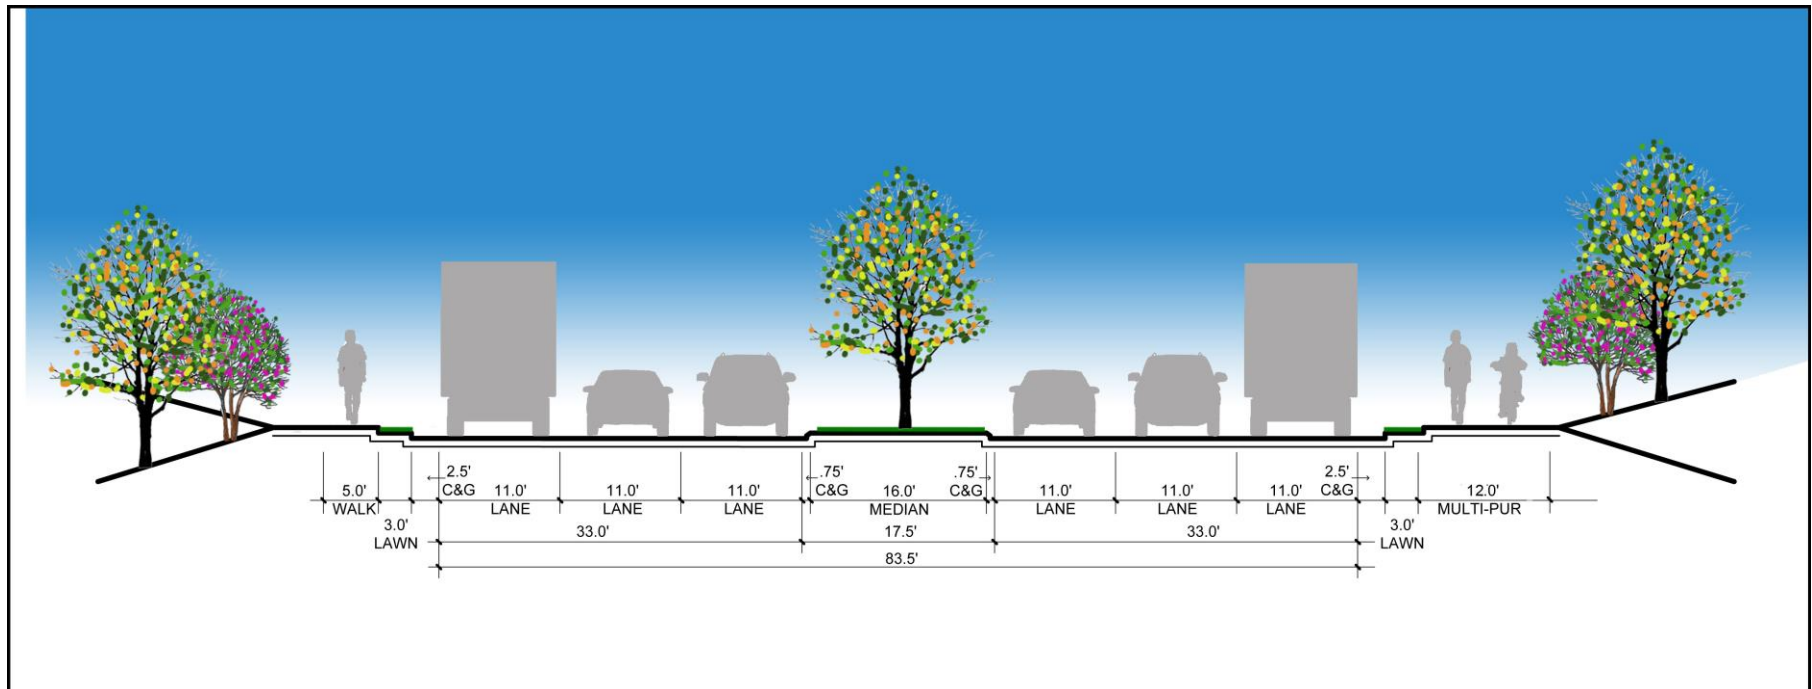 2.5'
C&G
.75'
C&G
.75'
C&G
2.5'
C&G
5.0'
WALK
11.0'
LANE
11.0'
LANE
11.0'
LANE
16.0'
MEDIAN
11.0'
LANE
11.0'
LANE
11.0'
LANE
12.0'
MULTI-PUR
3.0'
LAWN
33.0'
17.5'
33.0'
3.0'
LAWN
83.5'